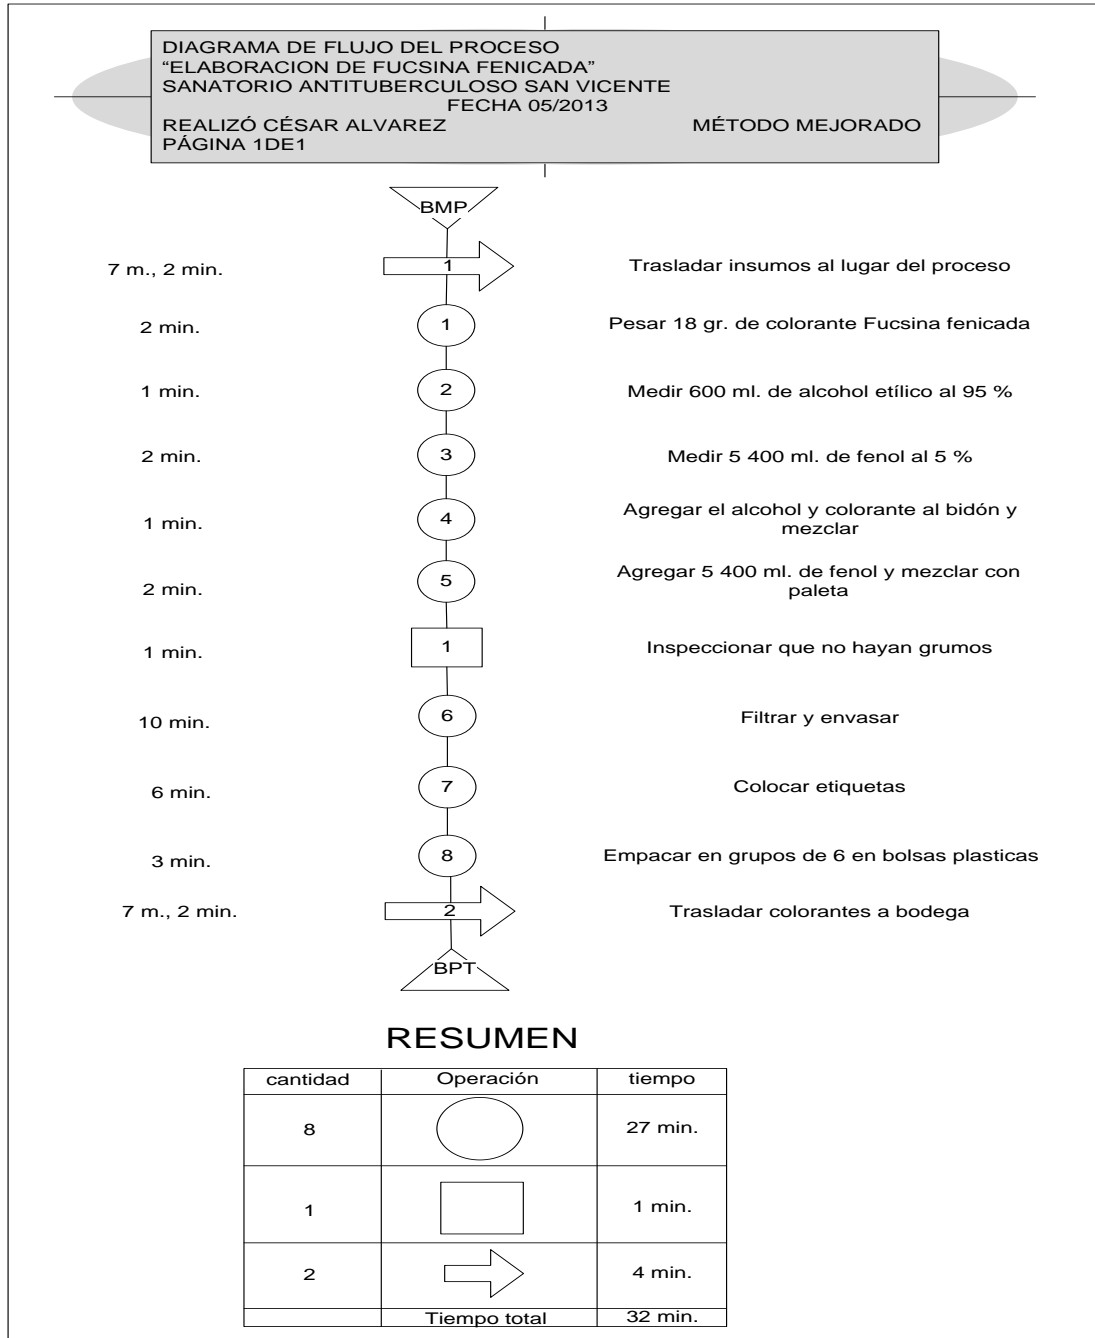 DIAGRAMA DE FLUJO DEL PROCESO
“ELABORACION DE FUCSINA FENICADA”
SANATORIO ANTITUBERCULOSO SAN VICENTE
FECHA 05/2013
REALIZÓ CÉSAR ALVAREZ MÉTODO MEJORADO
PÁGINA 1DE1
BMP
7 m., 2 min. 1 Trasladar insumos al lugar del proceso
2 min. 1 Pesar 18 gr. de colorante Fucsina fenicada
1 min. 2 Medir 600 ml. de alcohol etílico al 95 %
2 min. 3 Medir 5 400 ml. de fenol al 5 %
1 min. 4 Agregar el alcohol y colorante al bidón y
mezclar
2 min. 5 Agregar 5 400 ml. de fenol y mezclar con
paleta
1 min. 1 Inspeccionar que no hayan grumos
10 min. 6 Filtrar y envasar
6 min. 7 Colocar etiquetas
3 min. 8 Empacar en grupos de 6 en bolsas plasticas
7 m., 2 min. 2 Trasladar colorantes a bodega
BPT
RESUMEN
cantidad Operación tiempo
8 27 min.
1 1 min.
2 4 min.
Tiempo total 32 min.